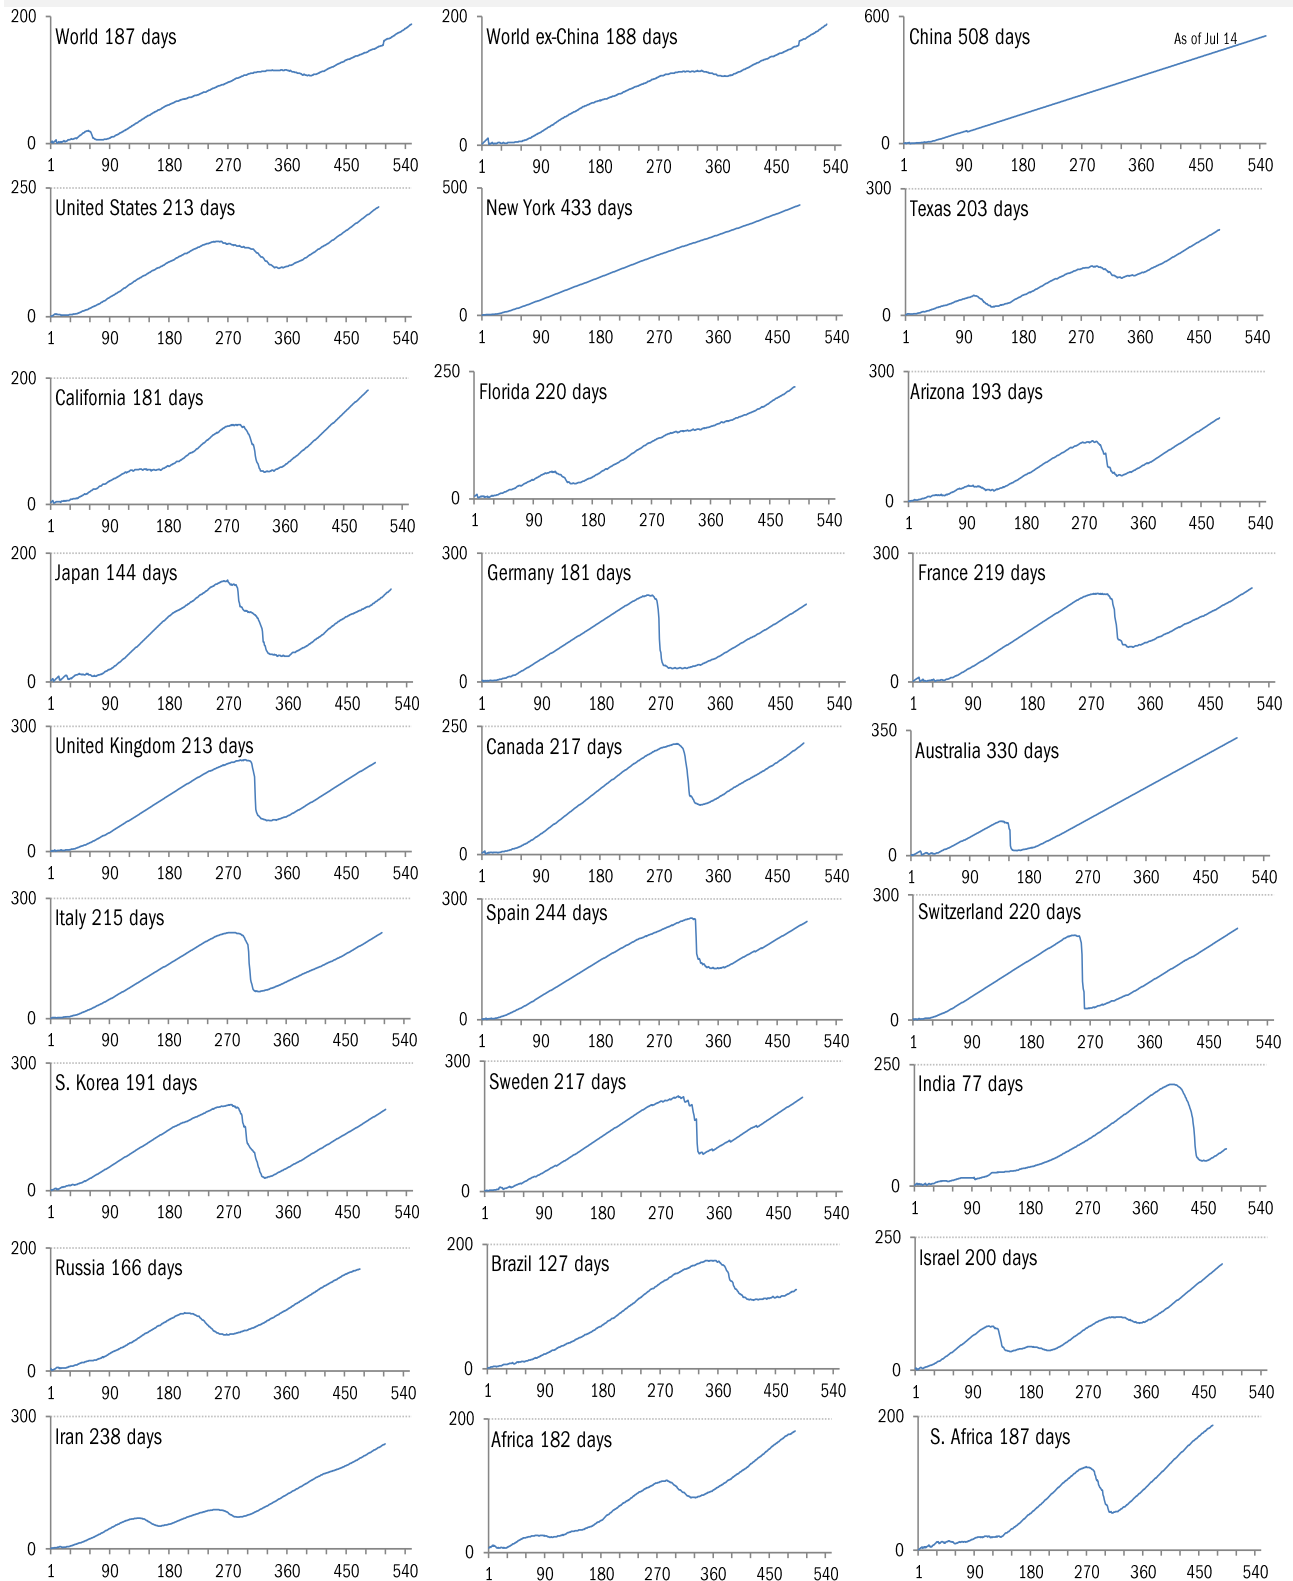 200 200 600
World 187 days World ex-China 188 days China 508 days As of Jul 14
100 100
0 0 0
1 90 180 270 360 450 540 1 90 180 270 360 450 540 1 90 180 270 360 450 540
250 500 300
United States 213 days New York 433 days Texas 203 days
0 0 0
1 90 180 270 360 450 540 1 90 180 270 360 450 540 1 90 180 270 360 450 540
200 250 300
California 181 days Florida 220 days Arizona 193 days
0 0 0
1 90 180 270 360 450 540 1 90 180 270 360 450 540 1 90 180 270 360 450 540
200 300 300
Japan 144 days Germany 181 days France 219 days
0 0 0
1 90 180 270 360 450 540 1 90 180 270 360 450 540 1 90 180 270 360 450 540
300 250 350
United Kingdom 213 days Canada 217 days Australia 330 days
0 0 0
1 90 180 270 360 450 540 1 90 180 270 360 450 540 1 90 180 270 360 450 540
300 300 300
Italy 215 days Spain 244 days Switzerland 220 days
0 0 0
1 90 180 270 360 450 540 1 90 180 270 360 450 540 1 90 180 270 360 450 540
300 300 250
S. Korea 191 days Sweden 217 days India 77 days
0 0 0
1 90 180 270 360 450 540 1 90 180 270 360 450 540 1 90 180 270 360 450 540
200 200 250
Russia 166 days Brazil 127 days Israel 200 days
0 0 0
1 90 180 270 360 450 540 1 90 180 270 360 450 540 1 90 180 270 360 450 540
300 200 200
Iran 238 days Africa 182 days S. Africa 187 days
0 0 0
1 90 180 270 360 450 540 1 90 180 270 360 450 540 1 90 180 270 360 450 540